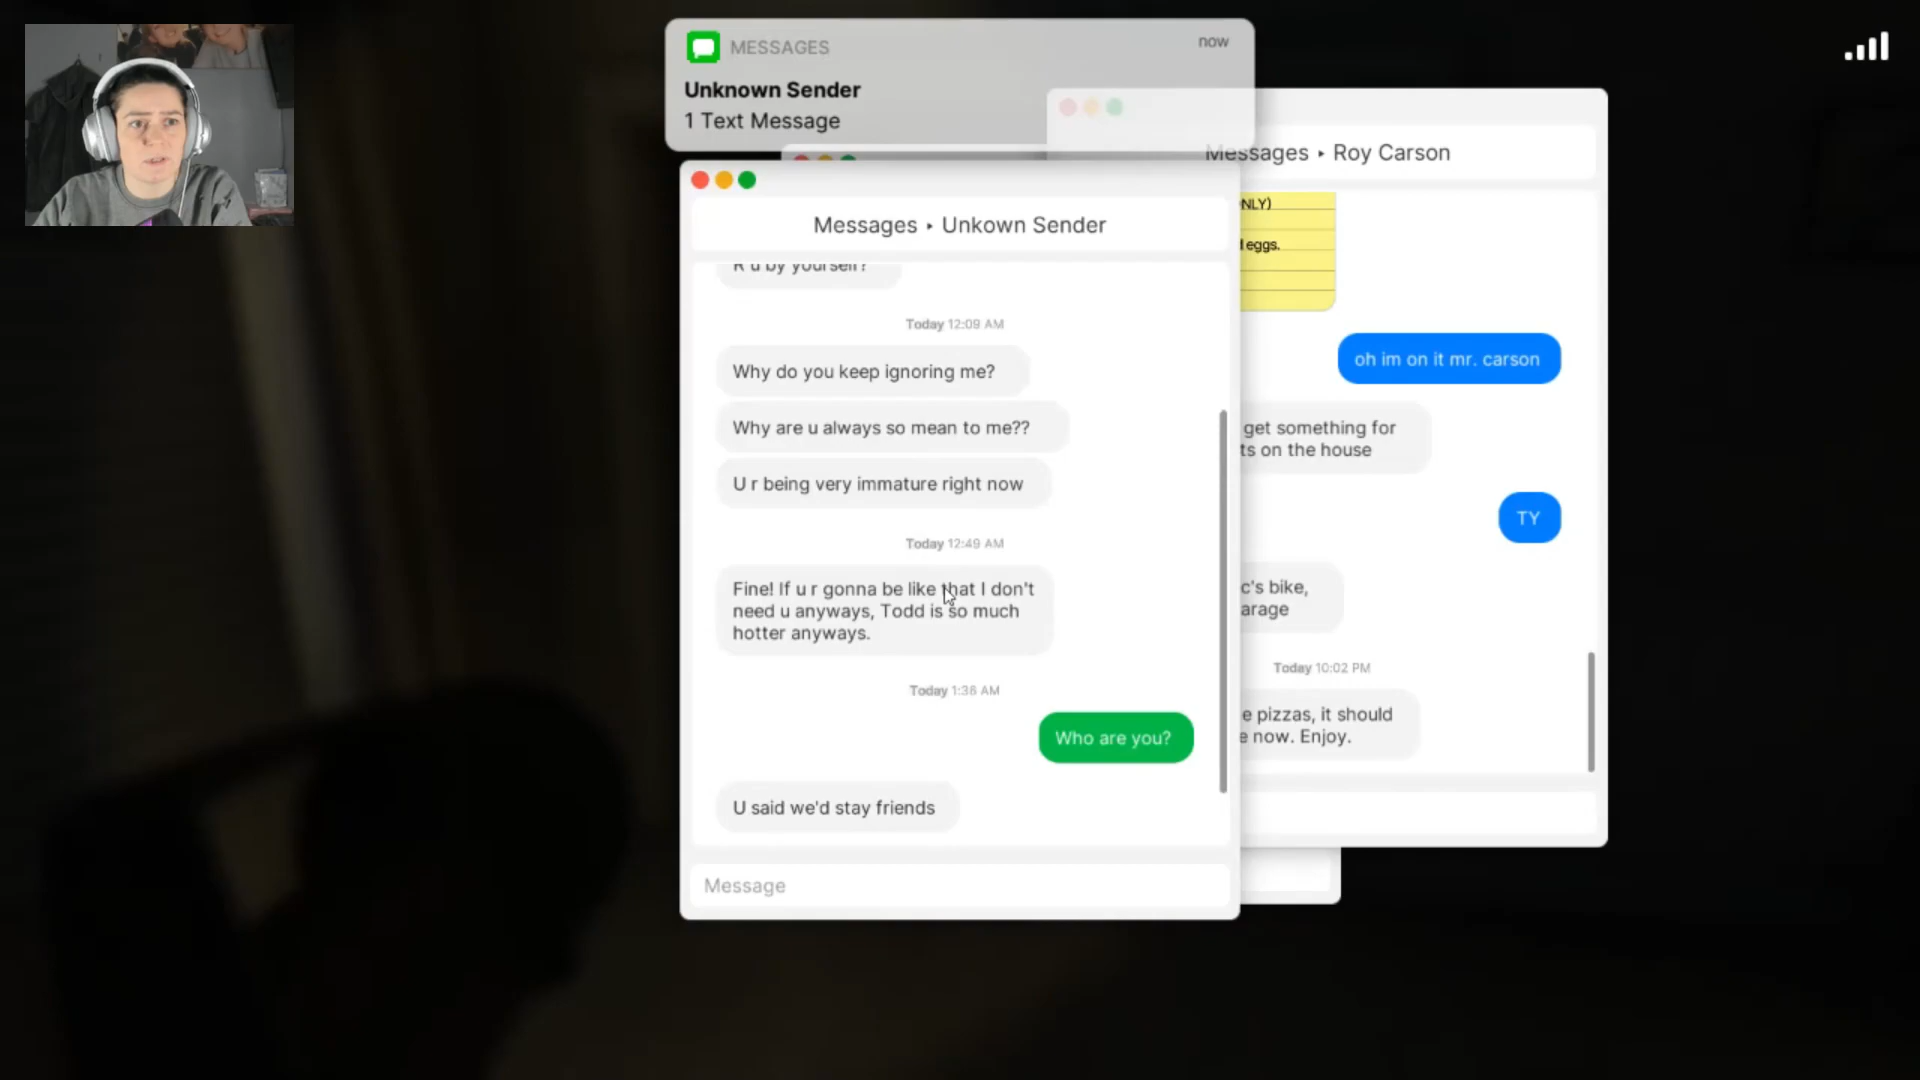 MESSAGES
now
Unknown Sender
1 Text Message
Messages ‣ Roy Carson
Messages ‣ Unkown Sender
R u by yourself?
Today 12:09 AM
Why do you keep ignoring me?
Why are u always so mean to me??
U r being very immature right now
Today 12:49 AM
Fine! If u r gonna be like that I don't
need u anyways, Todd is so much
hotter anyways.
Today 1:36 AM
Who are you?
U said we'd stay friends
Message
NLY)
eggs.
oh im on it mr. carson
get something for
ts on the house
TY
c's bike,
arage
Today 10:02 PM
e pizzas, it should
e now. Enjoy.